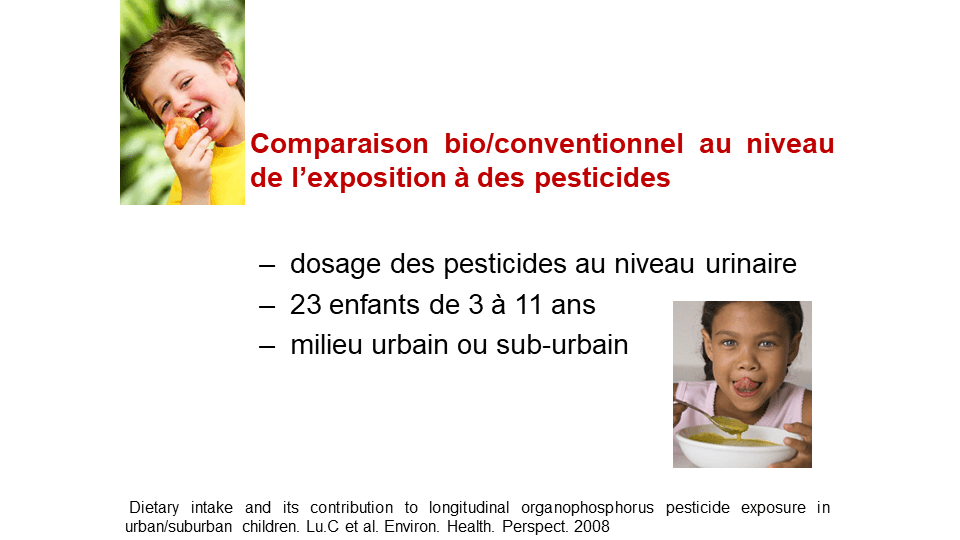 Comparaison bio/conventionnel au niveau
de l’exposition à des pesticides
– dosage des pesticides au niveau urinaire
– 23 enfants de 3 à 11 ans
– milieu urbain ou sub-urbain
Dietary intake and its contribution to longitudinal organophosphorus pesticide exposure in
urban/suburban children. Lu.C et al. Environ. Health. Perspect. 2008